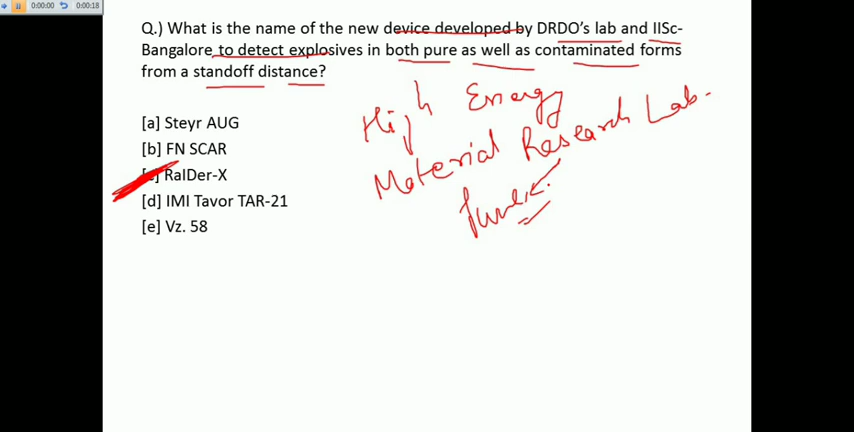 0:00:00 0:00:18
Q.) What is the name of the new device developed by DRDO's lab and IISc-
Bangalore to detect explosives in both pure as well as contaminated forms
from a standoff distance?
[a] Steyr AUG
[b] FN SCAR
RaIDer-X
[d] IMI Tavor TAR-21
[e] Vz. 58
High Energy
Material Research Lab.